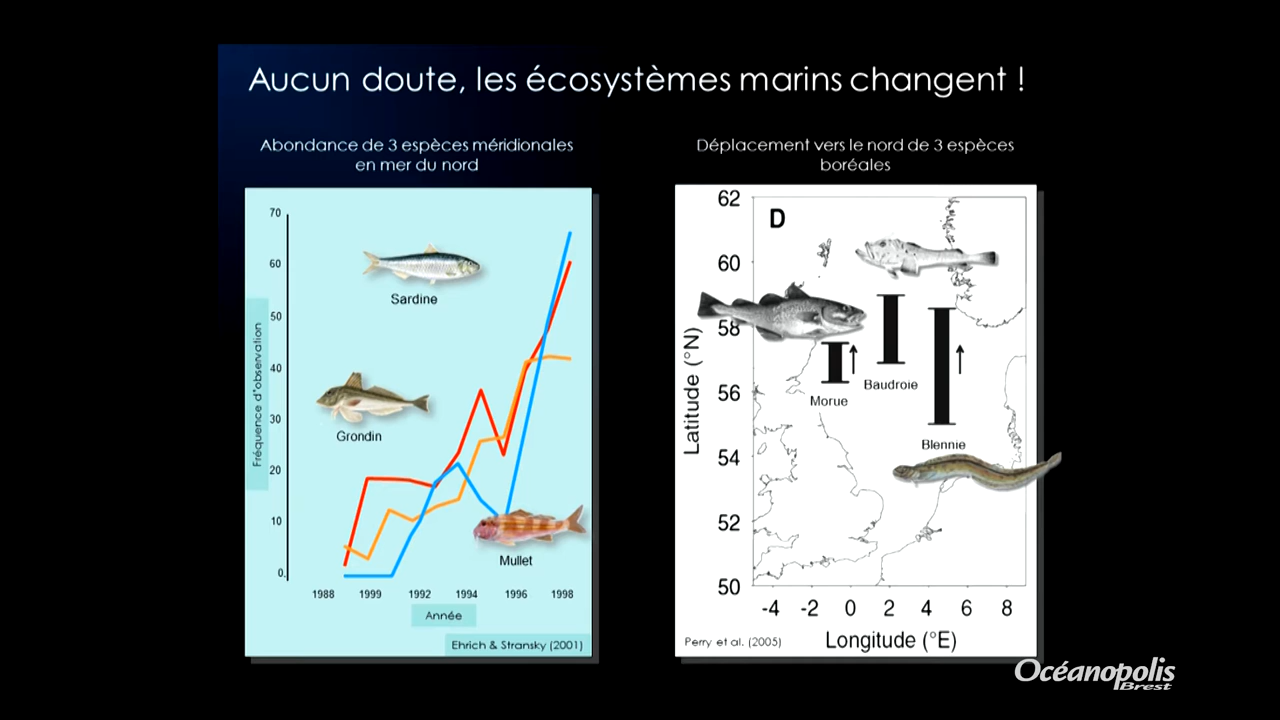 Aucun doute, les écosystèmes marins changent !
Abondance de 3 espèces méridionales
en mer du nord
70
60
50
40
30
20
10
0.
Fréquence d'observation
Sardine
Grondin
Mullet
1988 1999 1992 1994 1996 1998
Année
Ehrich & Stransky (2001)
Déplacement vers le nord de 3 espèces
boréales
62
60
58
56
54
52
50
Latitude (°N)
D
Morue
Baudroie
Blennie
-4 -2 0 2 4 6 8
Longitude (°E)
Perry et al. (2005)
Océanopolis
Brest